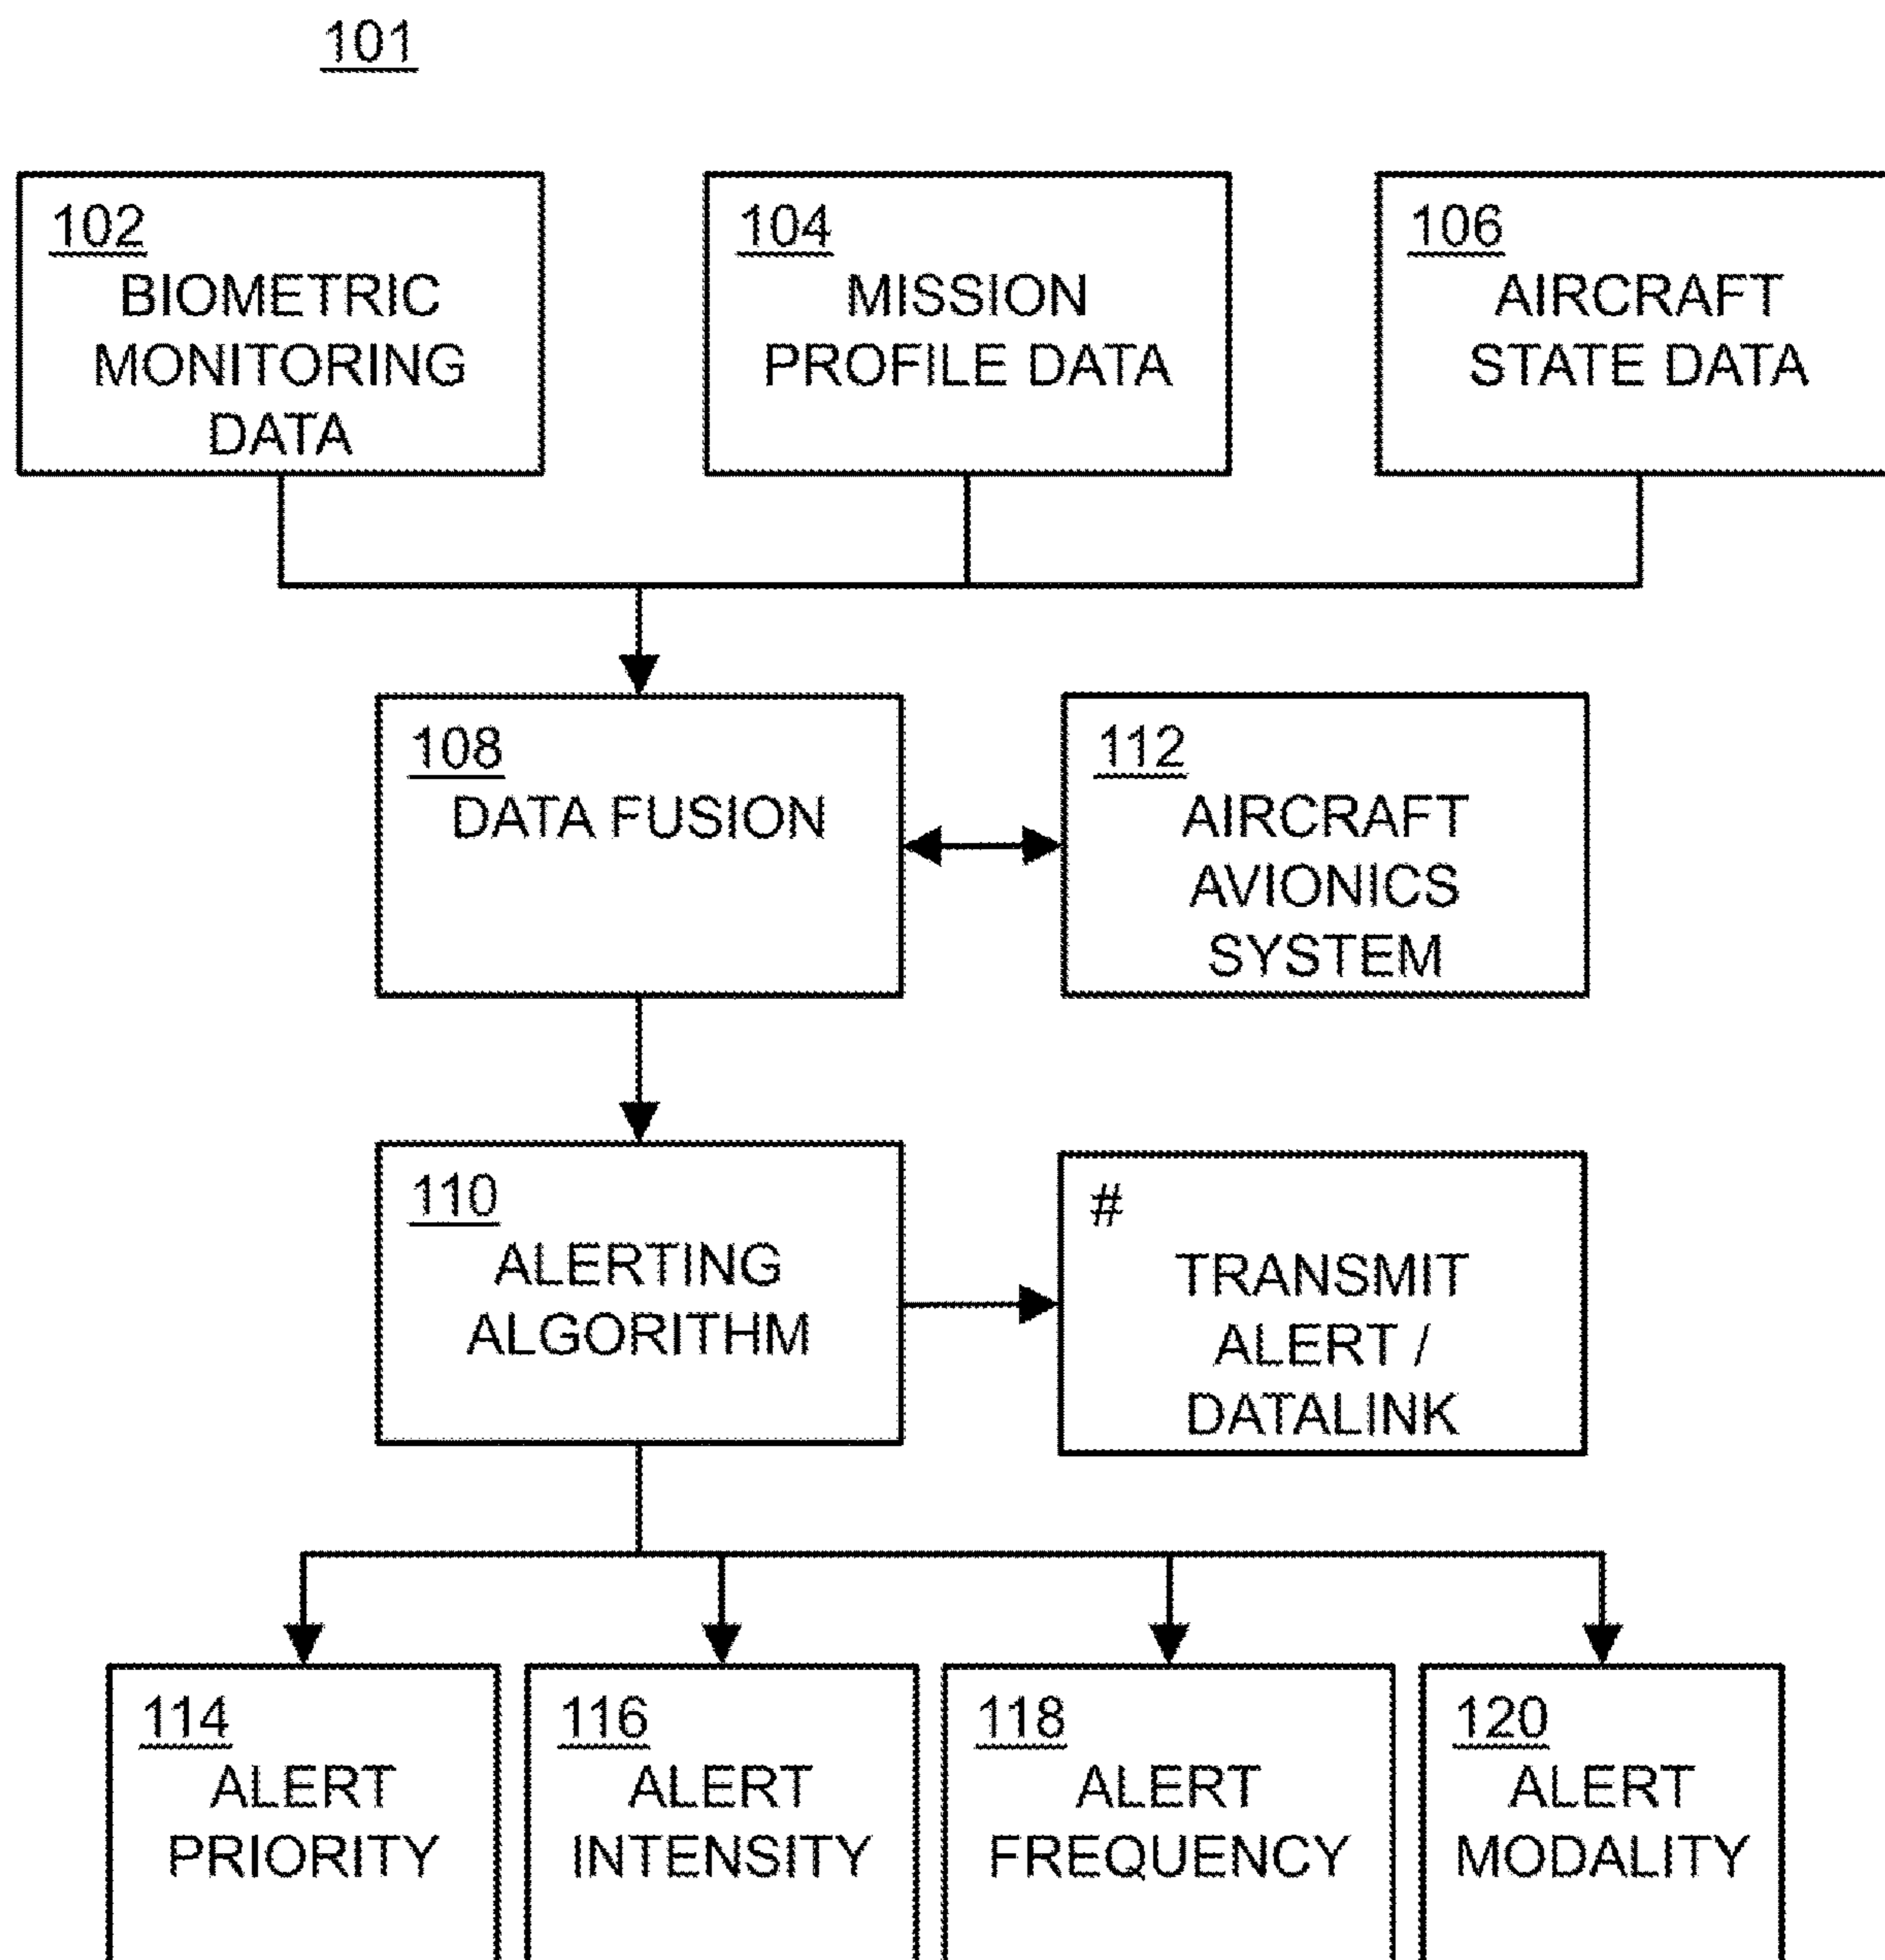 101
102
BIOMETRIC
MONITORING
DATA
104
MISSION
PROFILE DATA
106
AIRCRAFT
STATE DATA
108
DATA FUSION
112
AIRCRAFT
AVIONICS
SYSTEM
110
ALERTING
ALGORITHM
#
TRANSMIT
ALERT /
DATALINK
114
ALERT
PRIORITY
116
ALERT
INTENSITY
118
ALERT
FREQUENCY
120
ALERT
MODALITY